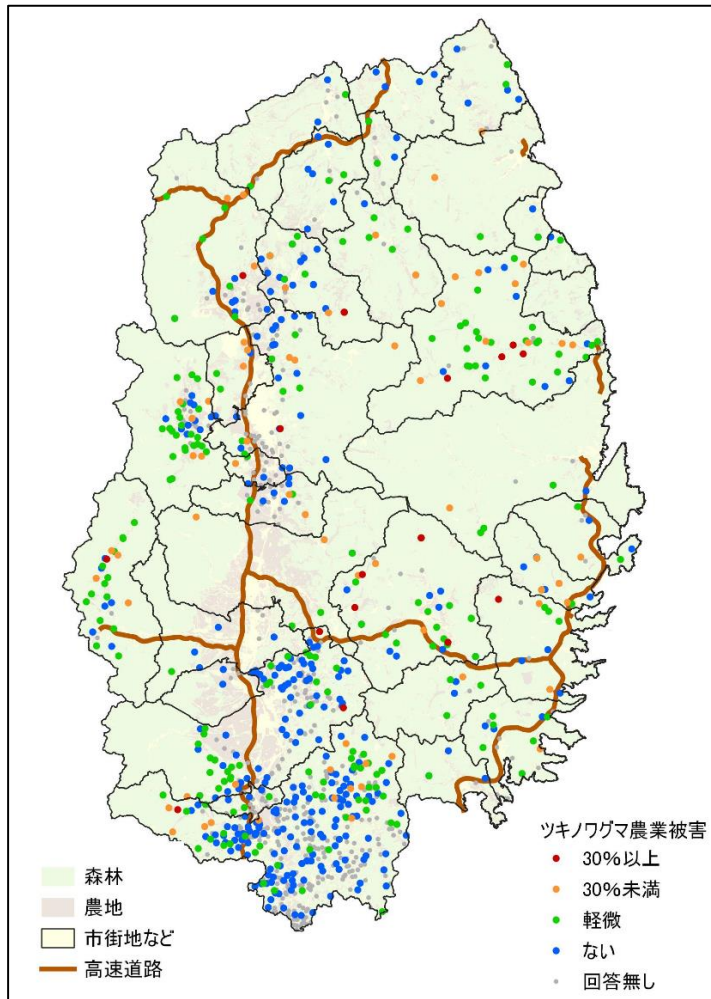 森林
農地
市街地など
高速道路
ツキノワグマ農業被害
30%以上
30%未満
軽微
ない
回答無し